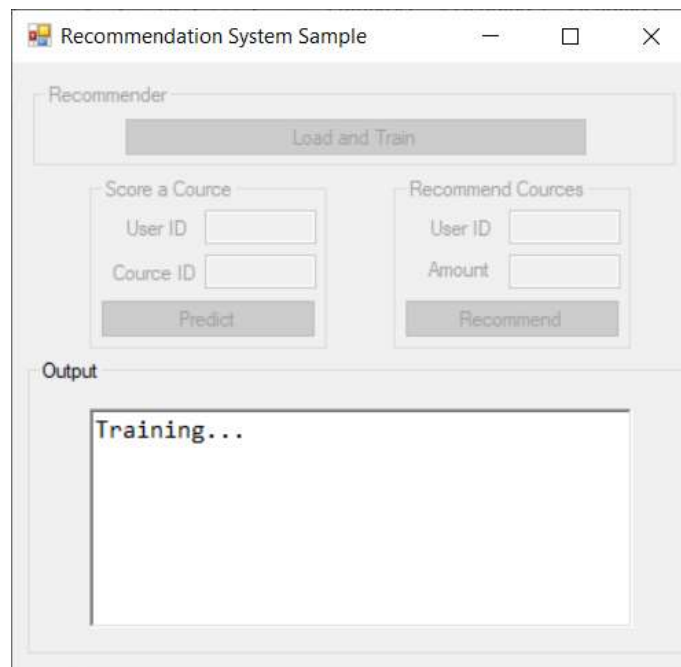 Recommendation System Sample
Recommender
Load and Train
Score a Cource
User ID
Cource ID
Predict
Recommend Cources
User ID
Amount
Recommend
Output
Training...